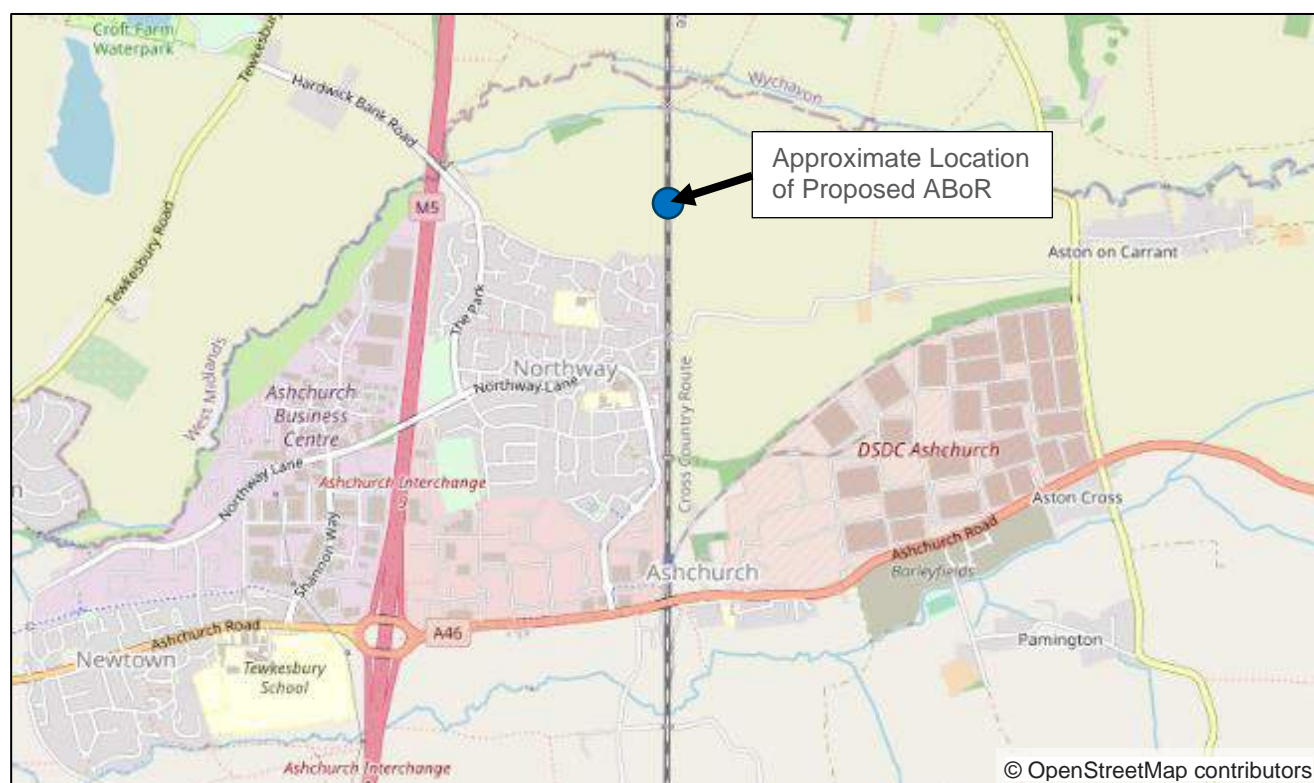 Croft Farm
Waterpark
Tewkesbury
Hardwick Bank Road
Wychavon
Approximate Location
of Proposed ABoR
M5
Tewkesbury Road
Aston on Carrant
The Park
West Midlands
Northway
Northway Lane
Ashchurch
Business
Centre
Cross Country Route
DSDC Ashchurch
Northway Lane
Ashchurch Interchange
Aston Cross
Shannon Way
Ashchurch Road
Barleyfields
Ashchurch
Ashchurch Road
A46
Newtown
Pamington
Tewkesbury
School
Ashchurch Interchange
© OpenStreetMap contributors